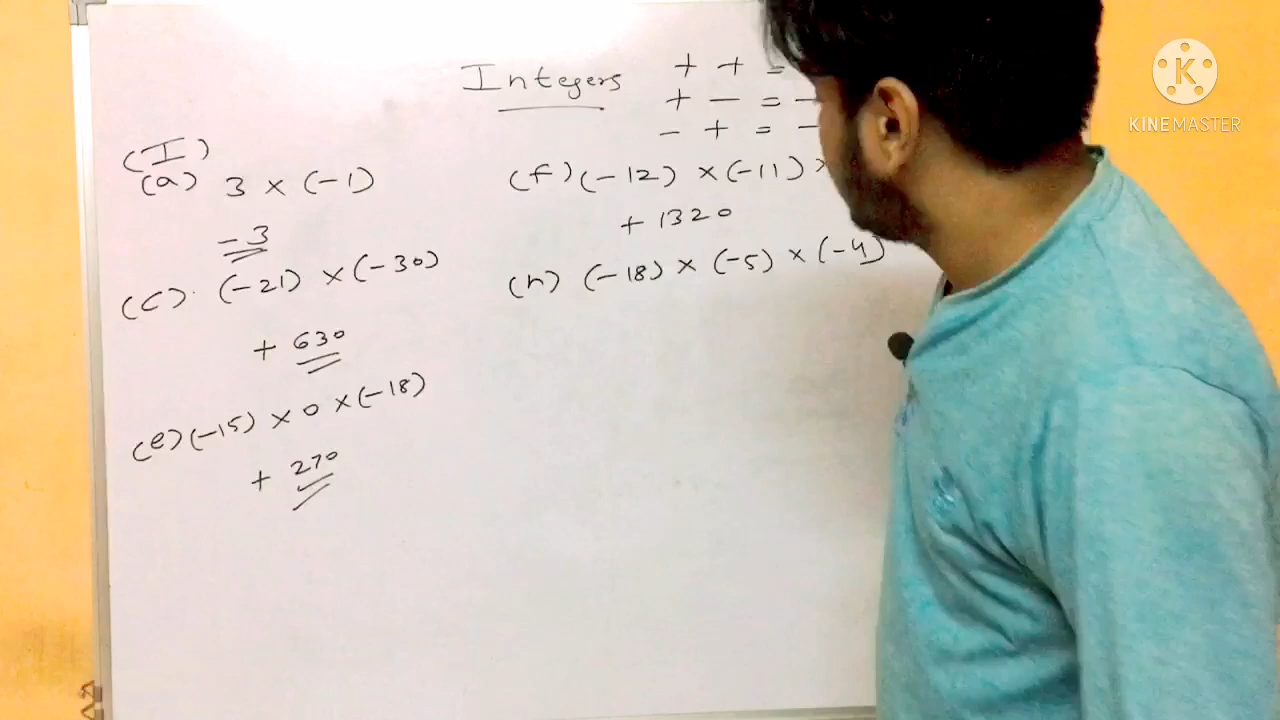 Integers
+ + =
+ - = -
- + = -
(I)
(a) 3 × (-1)
= 3
(c). (-21) × (-30)
+ 630
(e) (-15) × 0 × (-18)
+ 270
(f) (-12) × (-11) ×
+ 1320
(h) (-18) × (-5) × (-4)
KINEMASTER